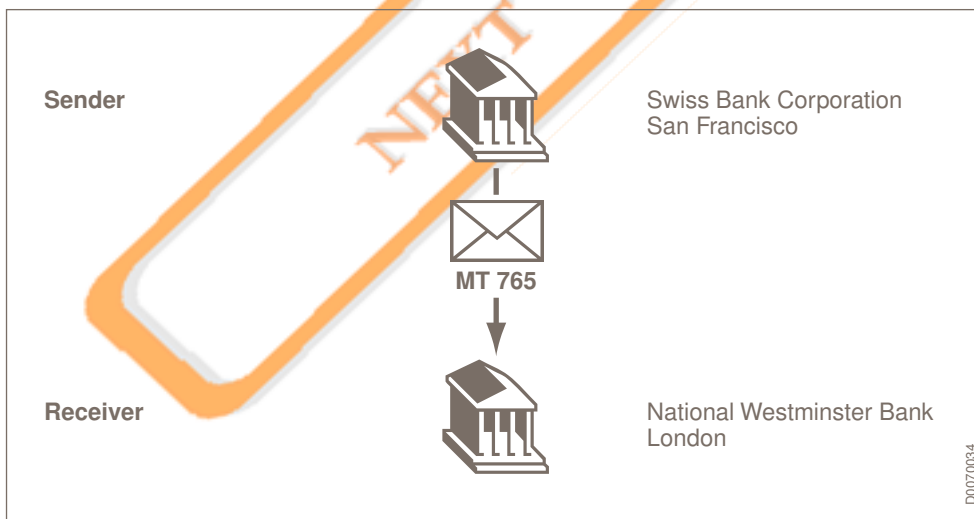 NEXT
Sender
Swiss Bank Corporation
San Francisco
MT 765
Receiver
National Westminster Bank
London
D0070034